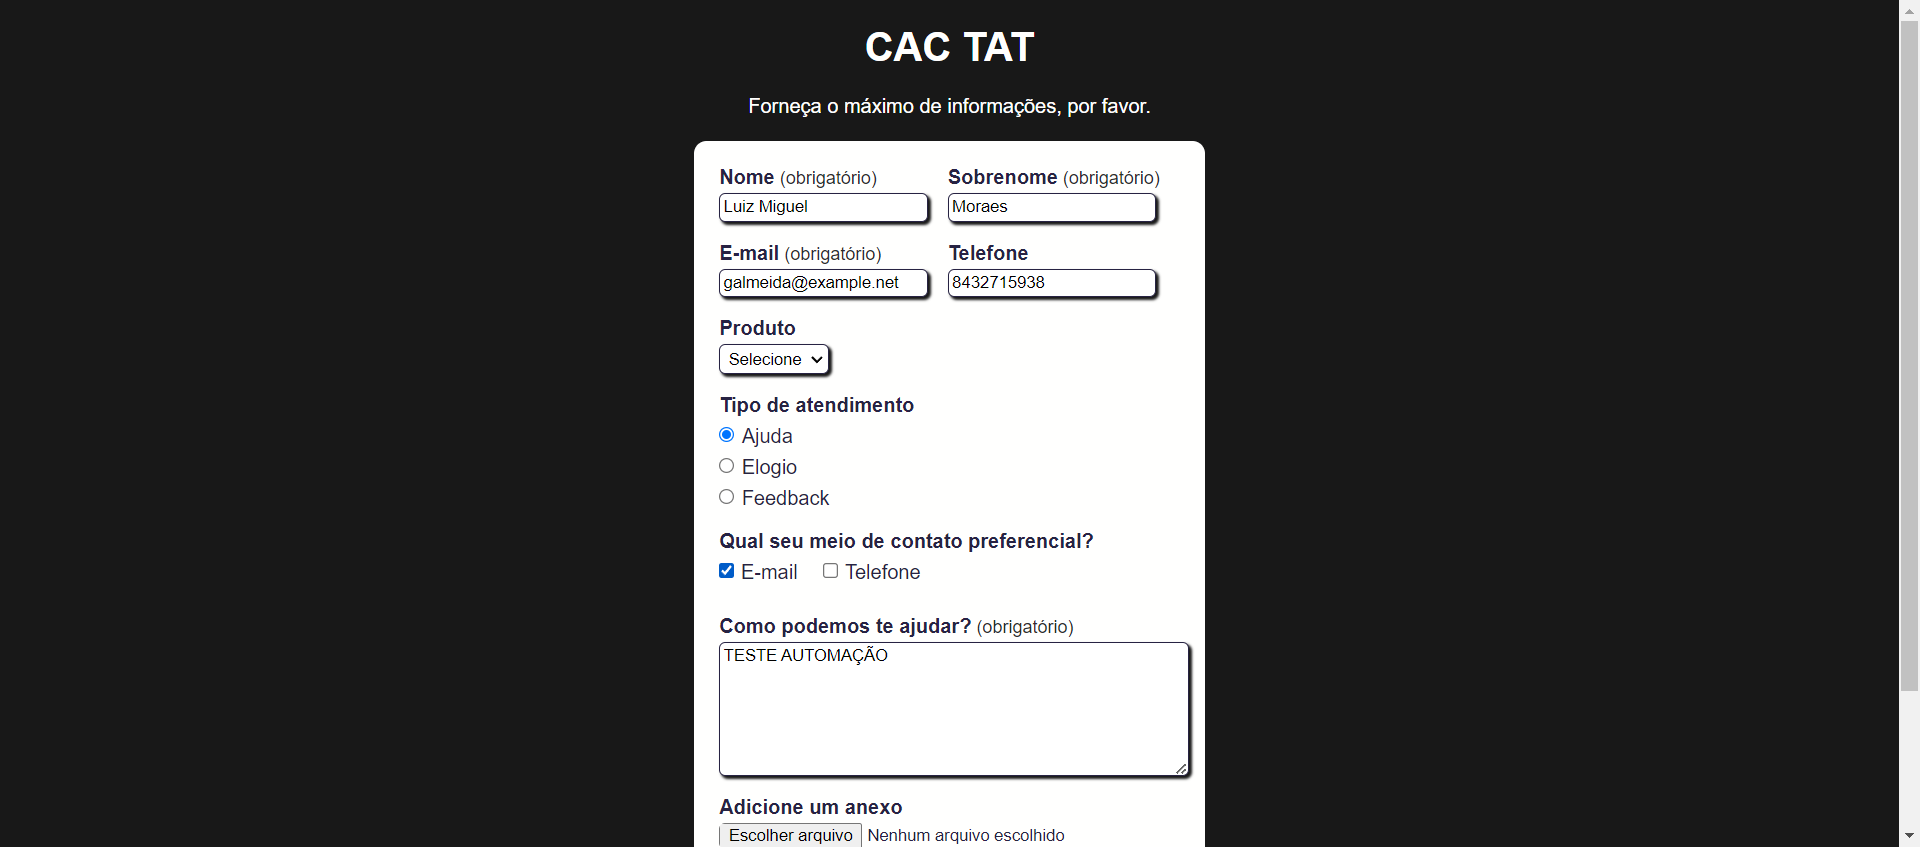 CAC TAT
Forneça o máximo de informações, por favor.
Nome (obrigatório) Sobrenome (obrigatório)
Luiz Miguel Moraes
E-mail (obrigatório) Telefone
galmeida@example.net 8432715938
Produto
Selecione
Tipo de atendimento
Ajuda
Elogio
Feedback
Qual seu meio de contato preferencial?
E-mail Telefone
Como podemos te ajudar? (obrigatório)
TESTE AUTOMAÇÃO
Adicione um anexo
Escolher arquivo Nenhum arquivo escolhido